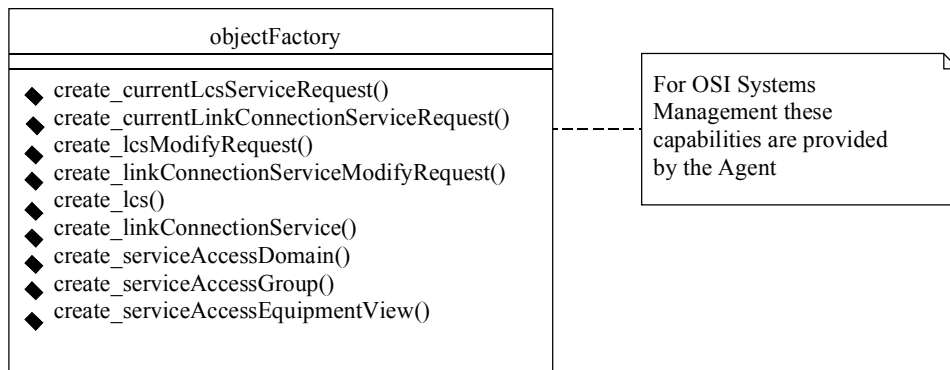 objectFactory
create_currentLcsServiceRequest()
create_currentLinkConnectionServiceRequest()
create_lcsModifyRequest()
create_linkConnectionServiceModifyRequest()
create_lcs()
create_linkConnectionService()
create_serviceAccessDomain()
create_serviceAccessGroup()
create_serviceAccessEquipmentView()
For OSI Systems
Management these
capabilities are provided
by the Agent